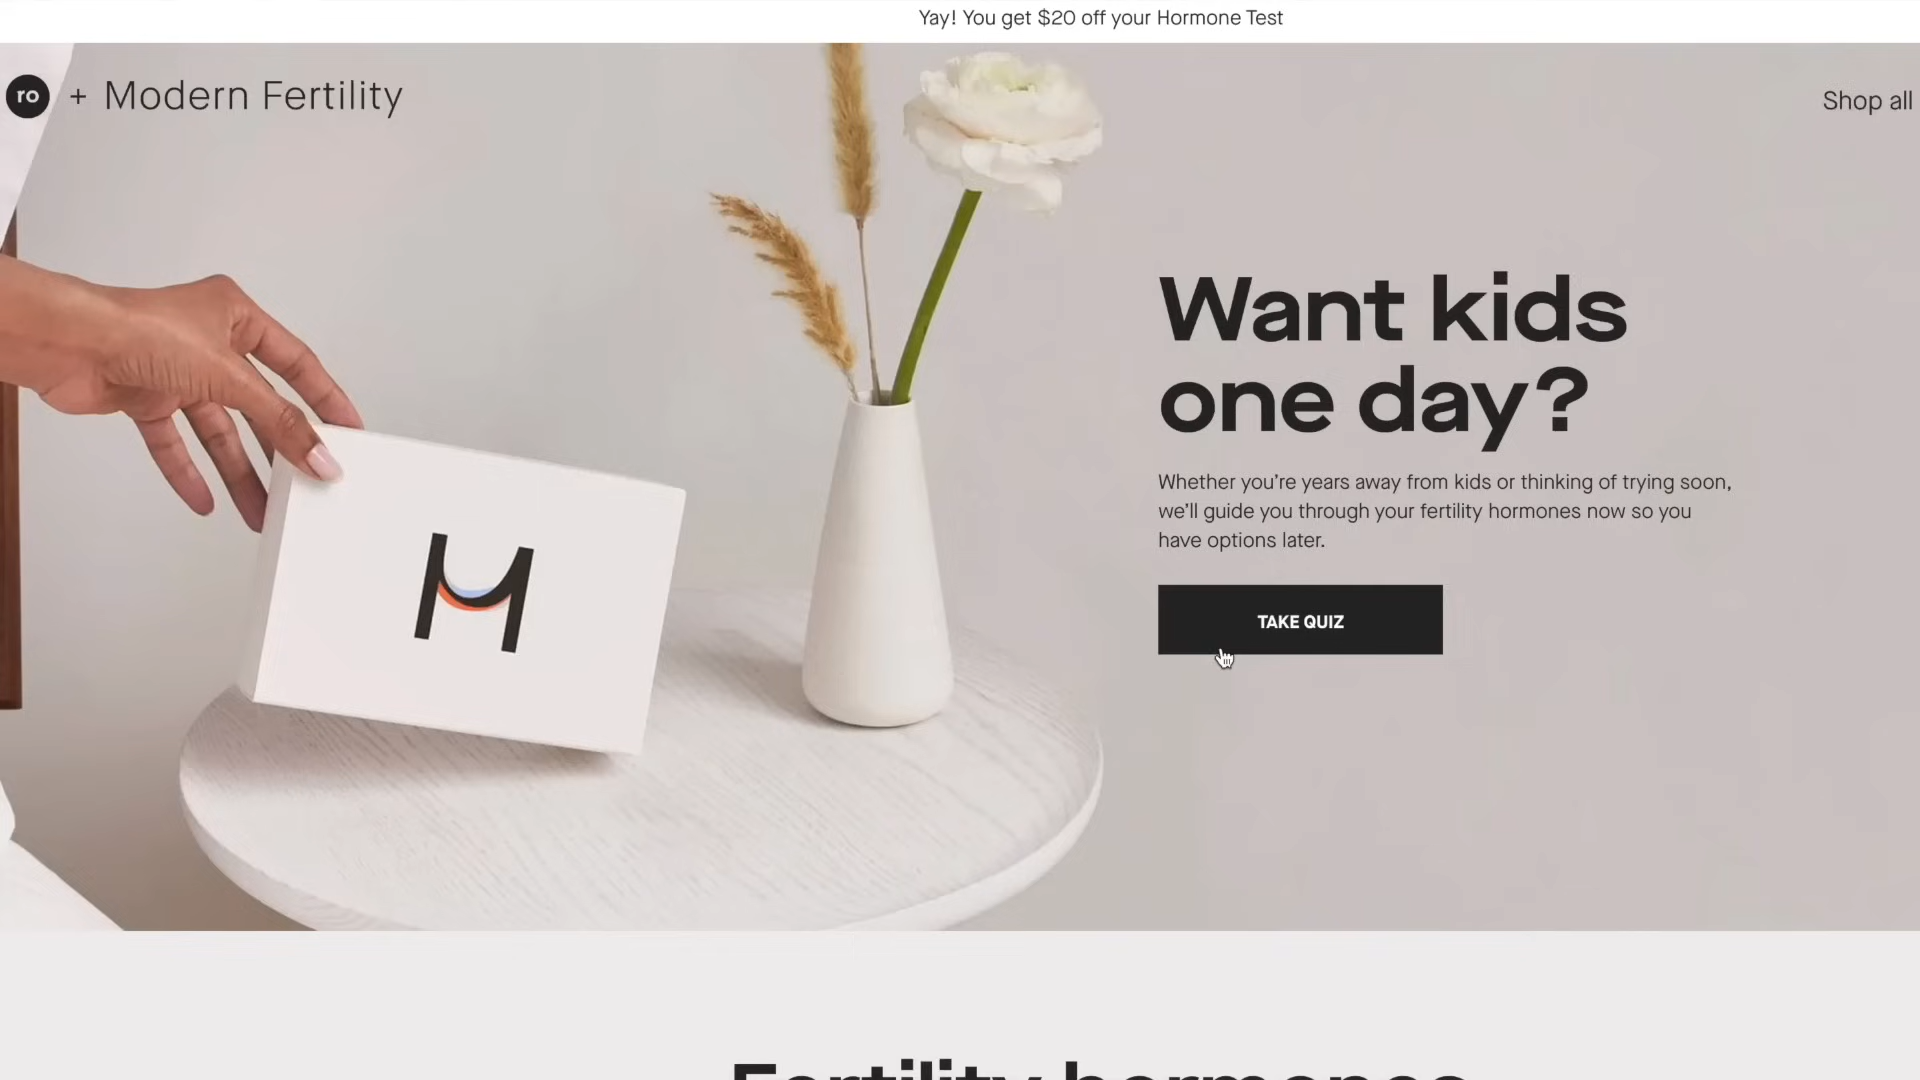 Yay! You get $20 off your Hormone Test
ro + Modern Fertility
Shop all
Want kids
one day?
Whether you’re years away from kids or thinking of trying soon,
we’ll guide you through your fertility hormones now so you
have options later.
TAKE QUIZ
M
Fertility hormones